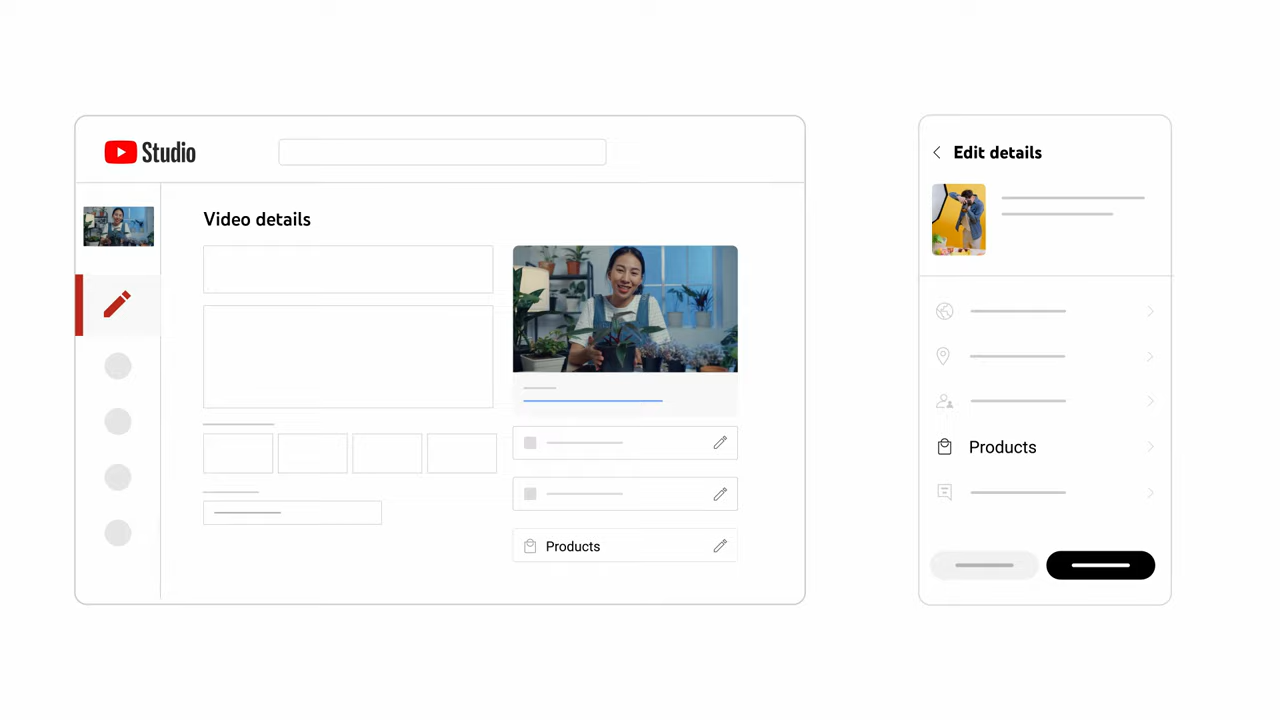 Studio
Video details
Products
Edit details
Products